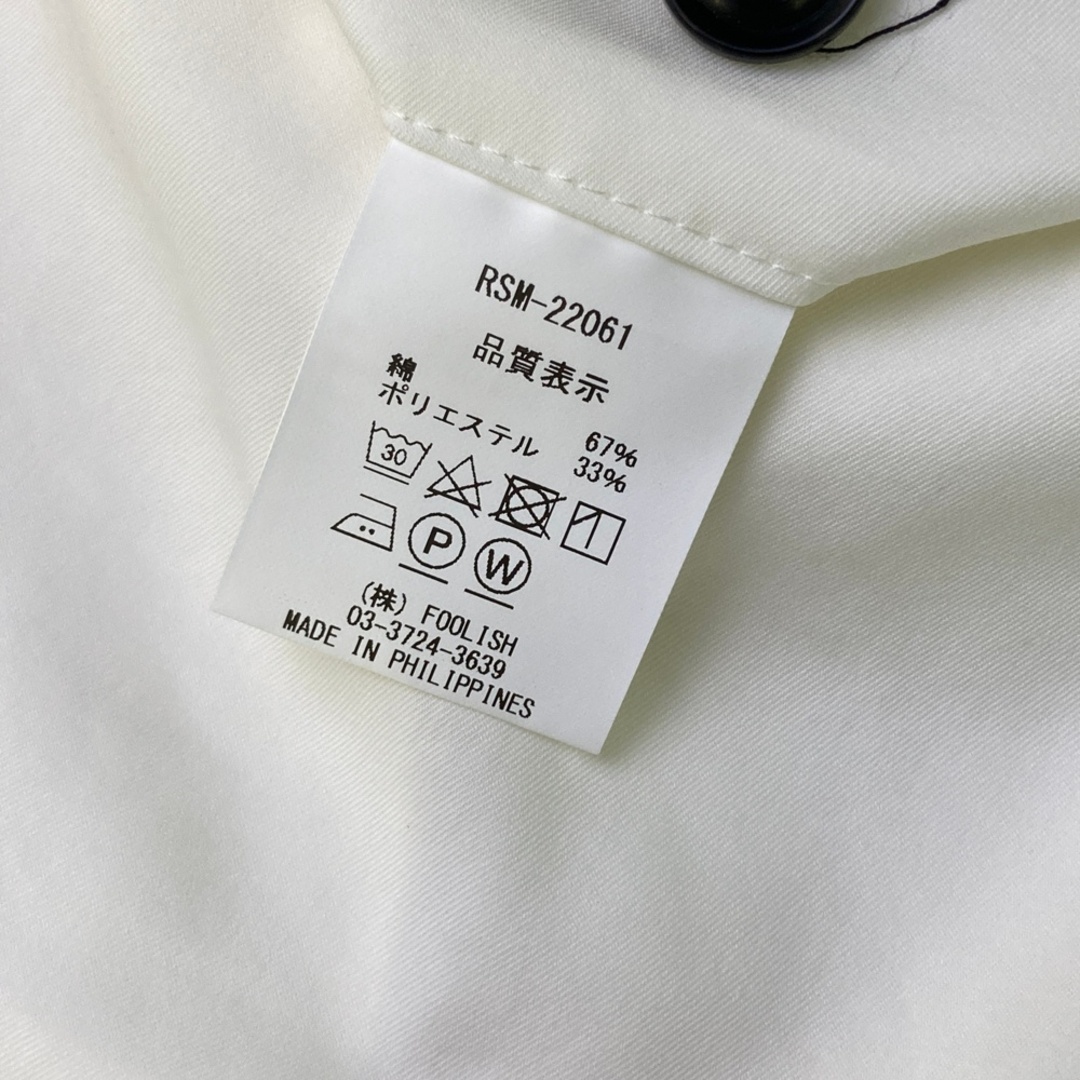 RSM-22061
品質表示
綿 67%
ポリエステル 33%
30
P W
(株) FOOLISH
03-3724-3639
MADE IN PHILIPPINES